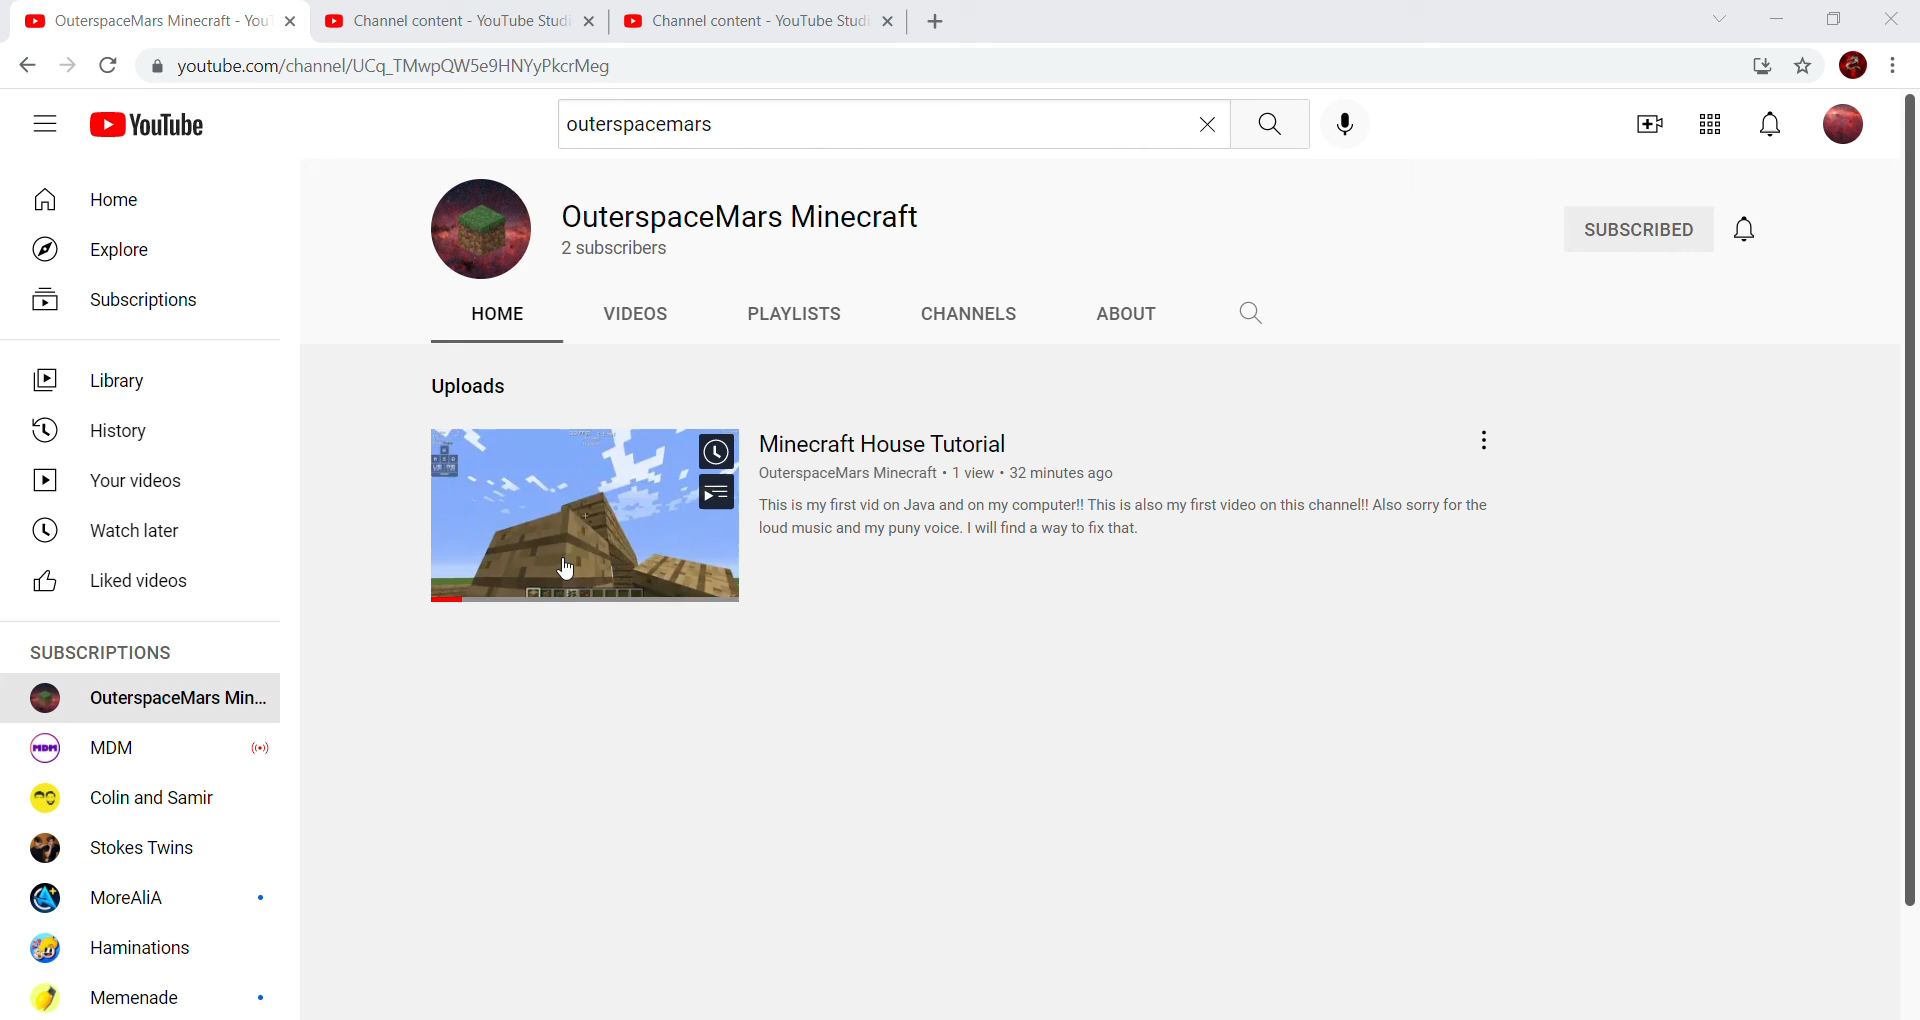 OuterspaceMars Minecraft - You
Channel content - YouTube Studi
Channel content - YouTube Studi
youtube.com/channel/UCq_TMwpQW5e9HNYyPkcrMeg
YouTube
outerspacemars
Home
Explore
Subscriptions
Library
History
Your videos
Watch later
Liked videos
SUBSCRIPTIONS
OuterspaceMars Min...
MDM
MDM
Colin and Samir
Stokes Twins
MoreAliA
Haminations
Memenade
OuterspaceMars Minecraft
2 subscribers
SUBSCRIBED
HOME
VIDEOS
PLAYLISTS
CHANNELS
ABOUT
Uploads
Minecraft House Tutorial
OuterspaceMars Minecraft • 1 view • 32 minutes ago
This is my first vid on Java and on my computer!! This is also my first video on this channel!! Also sorry for the
loud music and my puny voice. I will find a way to fix that.